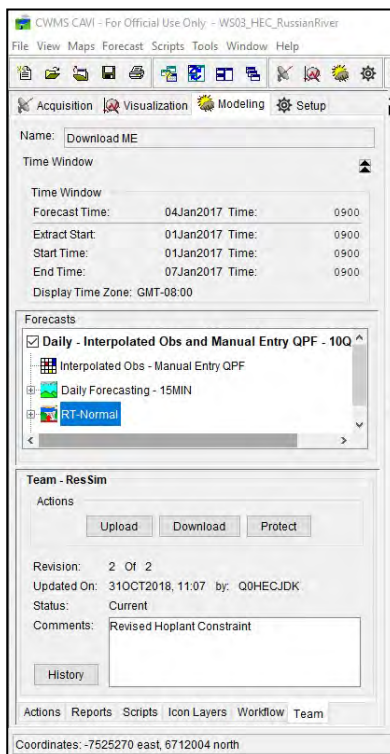 CWMS CAVI - For Official Use Only - WS03_HEC_RussianRiver
File View Maps Forecast Scripts Tools Window Help
Acquisition Visualization Modeling Setup
Name: Download ME
Time Window
Time Window
Forecast Time: 04Jan2017 Time: 0900
Extract Start: 01Jan2017 Time: 0900
Start Time: 01Jan2017 Time: 0900
End Time: 07Jan2017 Time: 0900
Display Time Zone: GMT-08:00
Forecasts
Daily - Interpolated Obs and Manual Entry QPF - 10Q
Interpolated Obs - Manual Entry QPF
Daily Forecasting - 15MIN
RT-Normal
Team - ResSim
Actions
Upload Download Protect
Revision: 2 Of 2
Updated On: 31OCT2018, 11:07 by: Q0HECJDK
Status: Current
Comments: Revised Hoplant Constraint
History
Actions Reports Scripts Icon Layers Workflow Team
Coordinates: -7525270 east, 6712004 north